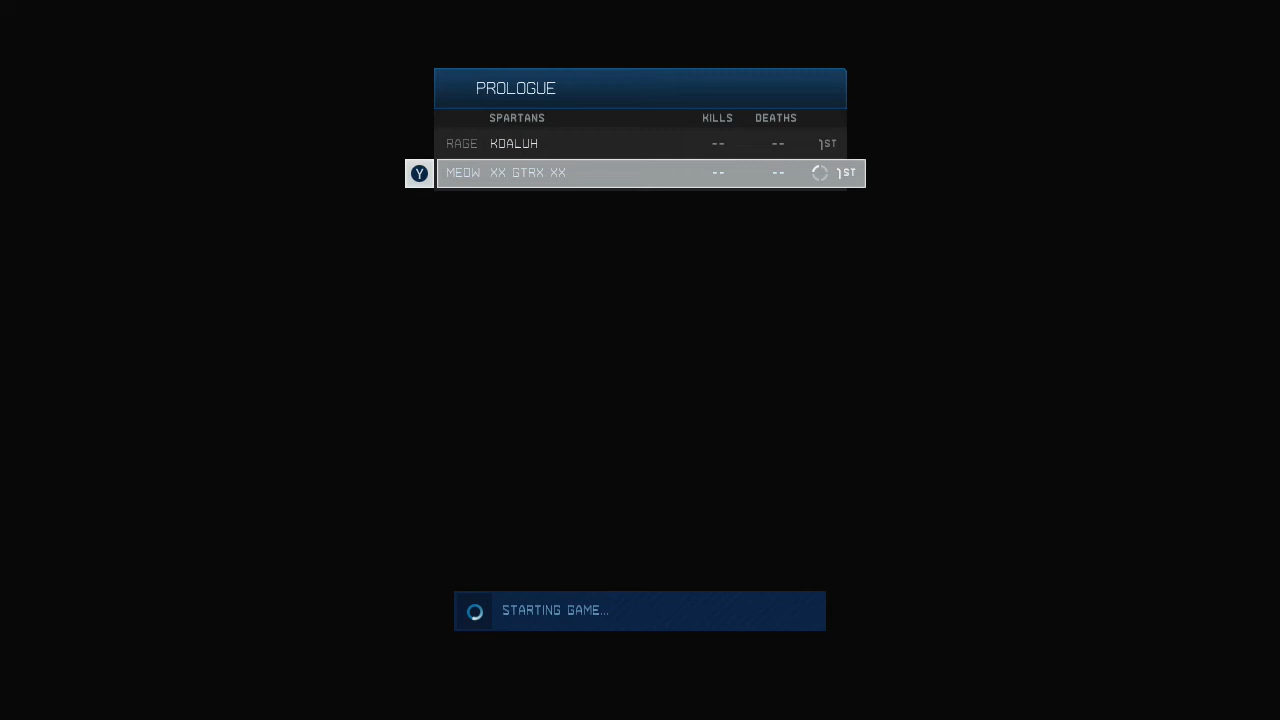 PROLOGUE
SPARTANS KILLS DEATHS
RAGE KOALUH -- -- 1ST
Y MEOW XX GTRX XX -- -- 1ST
STARTING GAME...